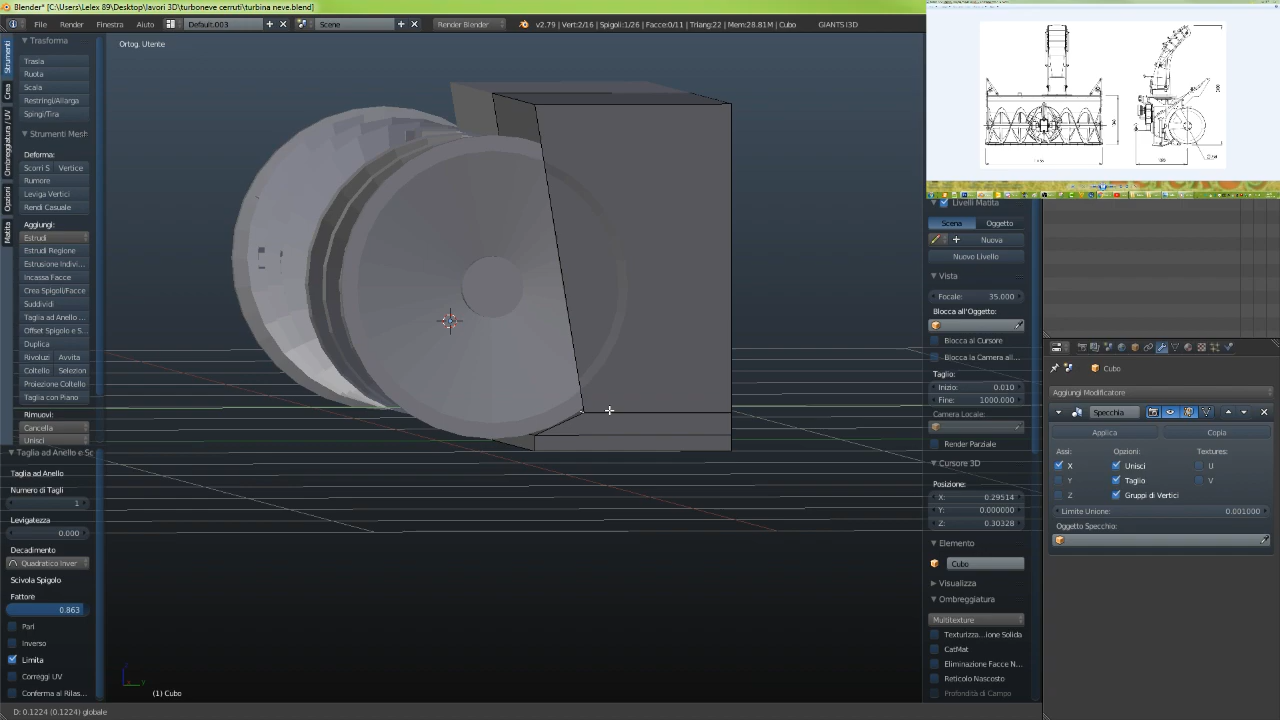 Blender* [C:\Users\Lelex 89\Desktop\lavori 3D\turboneve cerruti\turbina neve.blend]
File
Render
Finestra
Aiuto
Default.003
Scene
Blender Render
v2.79 | Vert:2/16 | Spigoli:1/26 | Facce:0/11 | Triang:22 | Mem:28.81M | Cubo
GIANTS I3D
Strumenti
Crea
Ombreggiatura / UV
Opzioni
Matita
Trasforma
Trasla
Ruota
Scala
Restringi/Allarga
Spingi/Tira
Strumenti Mesh
Deforma:
Scorri S
Vertice
Rumore
Leviga Vertici
Rendi Casuale
Aggiungi:
Estrudi
Estrudi Regione
Estrusione Indivi...
Incassa Facce
Crea Spigoli/Facce
Suddividi
Taglia ad Anello ...
Offset Spigolo e S...
Duplica
Rivoluzi
Avvita
Coltello
Selezion
Proiezione Coltello
Taglia con Piano
Rimuovi:
Cancella
Unisci
Taglia ad Anello e Sc
Taglia ad Anello
Numero di Tagli
1
Levigatezza
0.000
Decadimento
Quadratico Inver
Scivola Spigolo
Fattore
0.863
Pari
Inverso
Limita
Correggi UV
Conferma al Rilas...
Ortog. Utente
(1) Cubo
D: 0.1224 (0.1224) globale
Livelli Matita
Scena
Oggetto
Nuova
Nuovo Livello
Vista
Focale: 35.000
Blocca all'Oggetto:
Blocca al Cursore
Blocca la Camera all...
Taglio:
Inizio: 0.010
Fine: 1000.000
Camera Locale:
Render Parziale
Cursore 3D
Posizione:
X: 0.29514
Y: 0.000000
Z: 0.30328
Elemento
Cubo
Visualizza
Ombreggiatura
Multitexture
Texturizza...ione Solida
CatMat
Eliminazione Facce N...
Reticolo Nascosto
Profondità di Campo
Cubo
Aggiungi Modificatore
Specchia
Applica
Copia
Assi:
Opzioni:
Textures:
X
Unisci
U
Y
Taglio
V
Z
Gruppi di Vertici
Limite Unione: 0.001000
Oggetto Specchio: